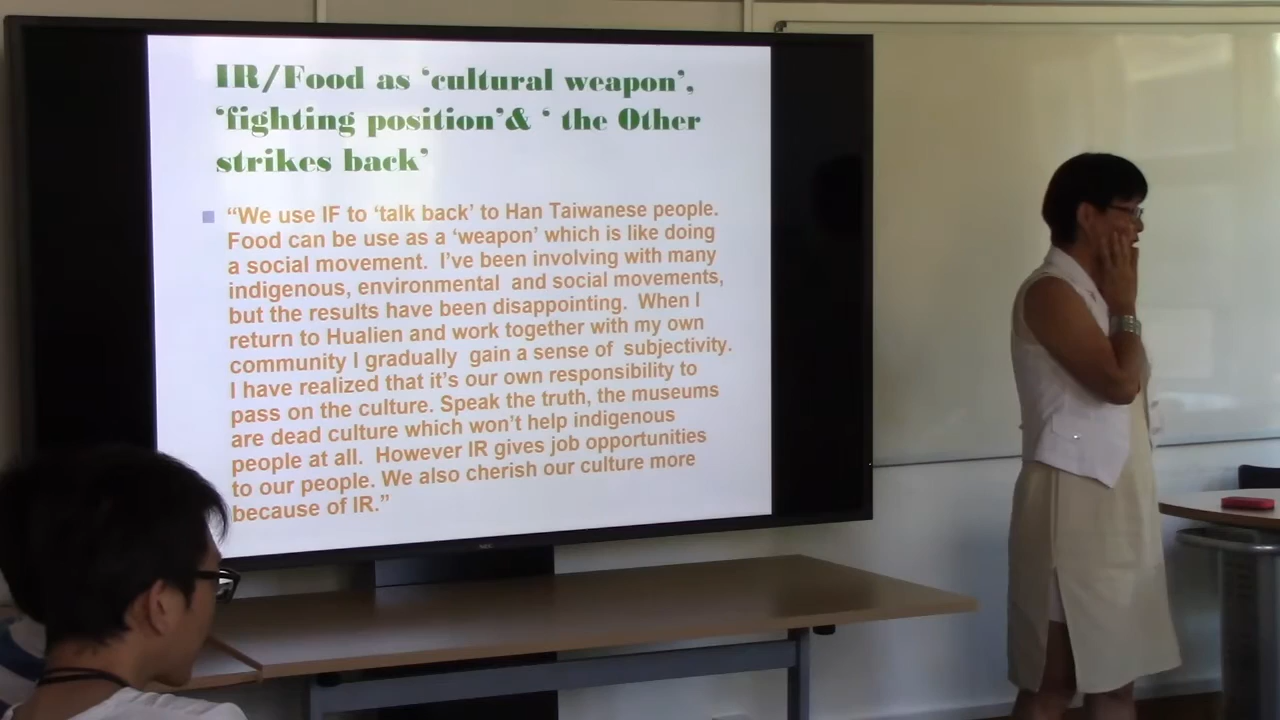 IR/Food as ‘cultural weapon’,
‘fighting position’& ‘ the Other
strikes back’
“We use IF to ‘talk back’ to Han Taiwanese people.
Food can be use as a ‘weapon’ which is like doing
a social movement.  I’ve been involving with many
indigenous, environmental  and social movements,
but the results have been disappointing.  When I
return to Hualien and work together with my own
community I gradually  gain a sense of  subjectivity.
I have realized that it’s our own responsibility to
pass on the culture. Speak the truth, the museums
are dead culture which won’t help indigenous
people at all.  However IR gives job opportunities
to our people. We also cherish our culture more
because of IR.”
NEC